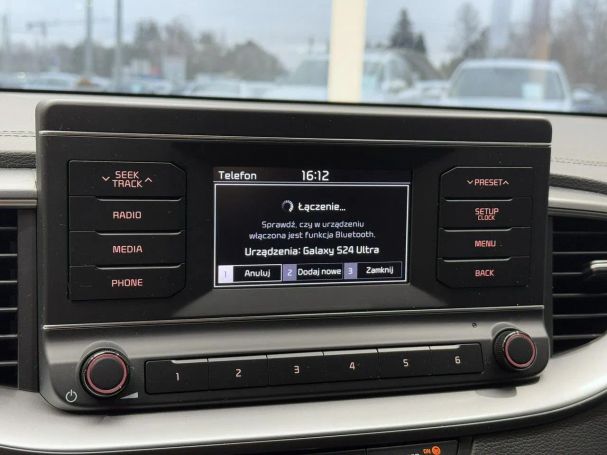 SEEK
TRACK
RADIO
MEDIA
PHONE
Telefon 16:12
Łączenie...
Sprawdź, czy w urządzeniu
włączona jest funkcja Bluetooth.
Urządzenia: Galaxy S24 Ultra
1 Anuluj 2 Dodaj nowe 3 Zamknij
PRESET
SETUP
CLOCK
MENU
BACK
1 2 3 4 5 6
ON